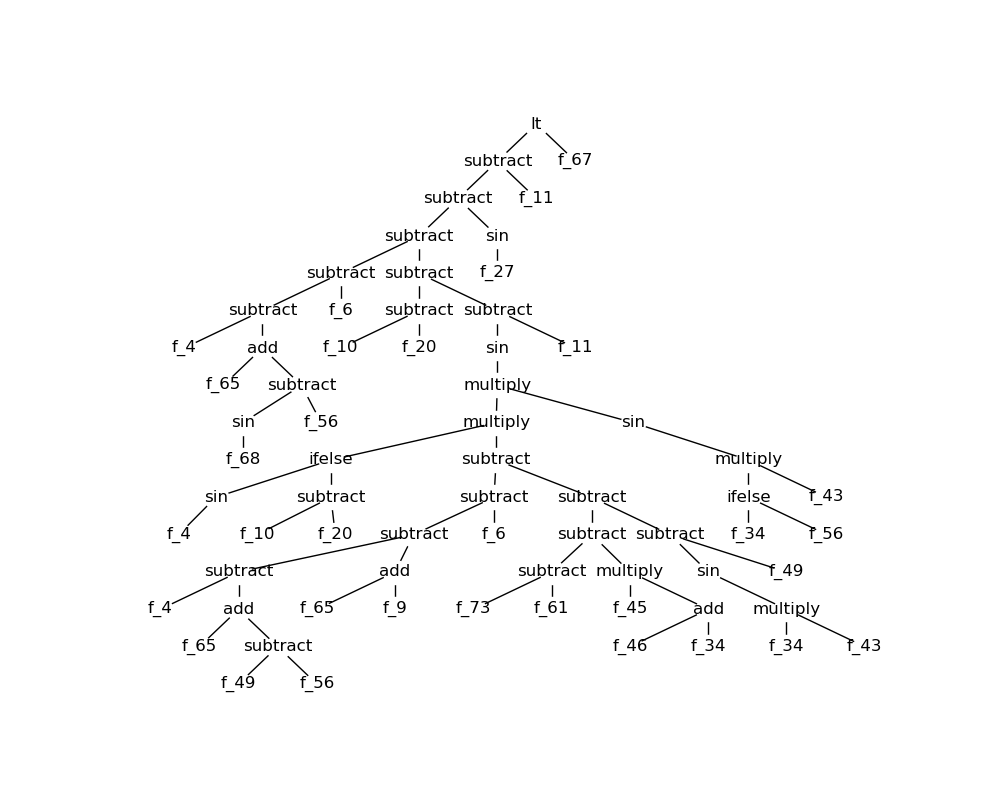 lt
subtract f_67
subtract f_11
subtract sin
subtract subtract f_27
subtract f_6 subtract subtract
f_4 add f_10 f_20 sin f_11
f_65 subtract multiply
sin f_56 multiply sin
f_68 ifelse subtract multiply
sin subtract subtract subtract ifelse f_43
f_4 f_10 f_20 subtract f_6 subtract subtract f_34 f_56
subtract add subtract multiply sin f_49
f_4 add f_65 f_9 f_73 f_61 f_45 add multiply
f_65 subtract f_46 f_34 f_34 f_43
f_49 f_56